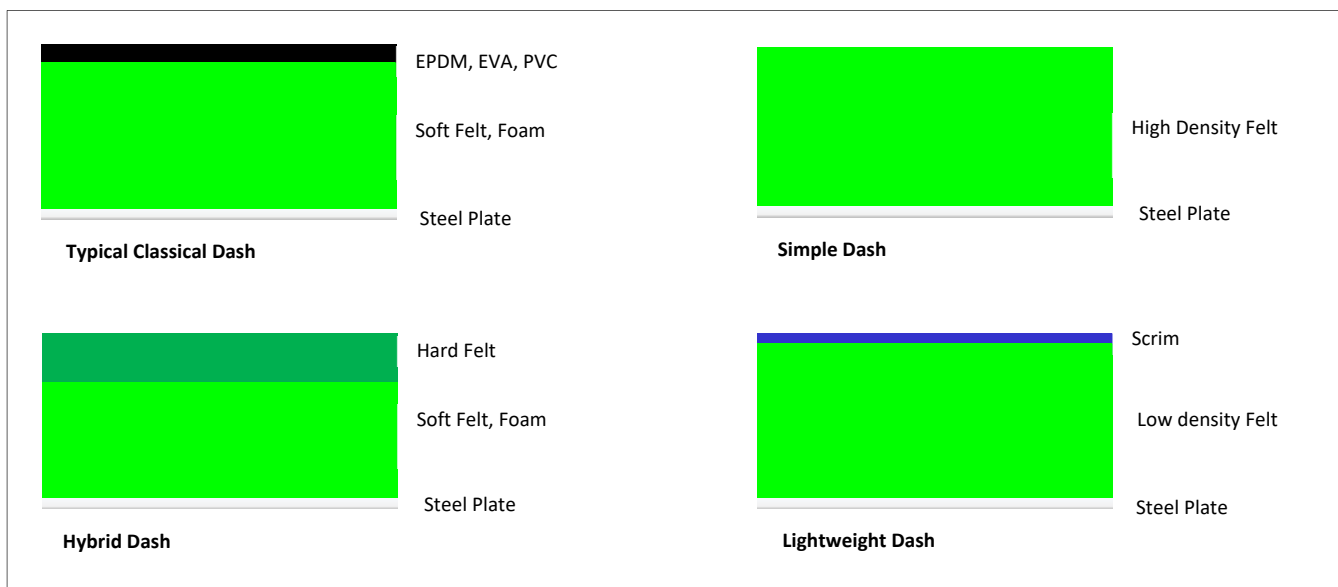 EPDM, EVA, PVC
Soft Felt, Foam
Steel Plate
Typical Classical Dash
High Density Felt
Steel Plate
Simple Dash
Hard Felt
Soft Felt, Foam
Steel Plate
Hybrid Dash
Scrim
Low density Felt
Steel Plate
Lightweight Dash